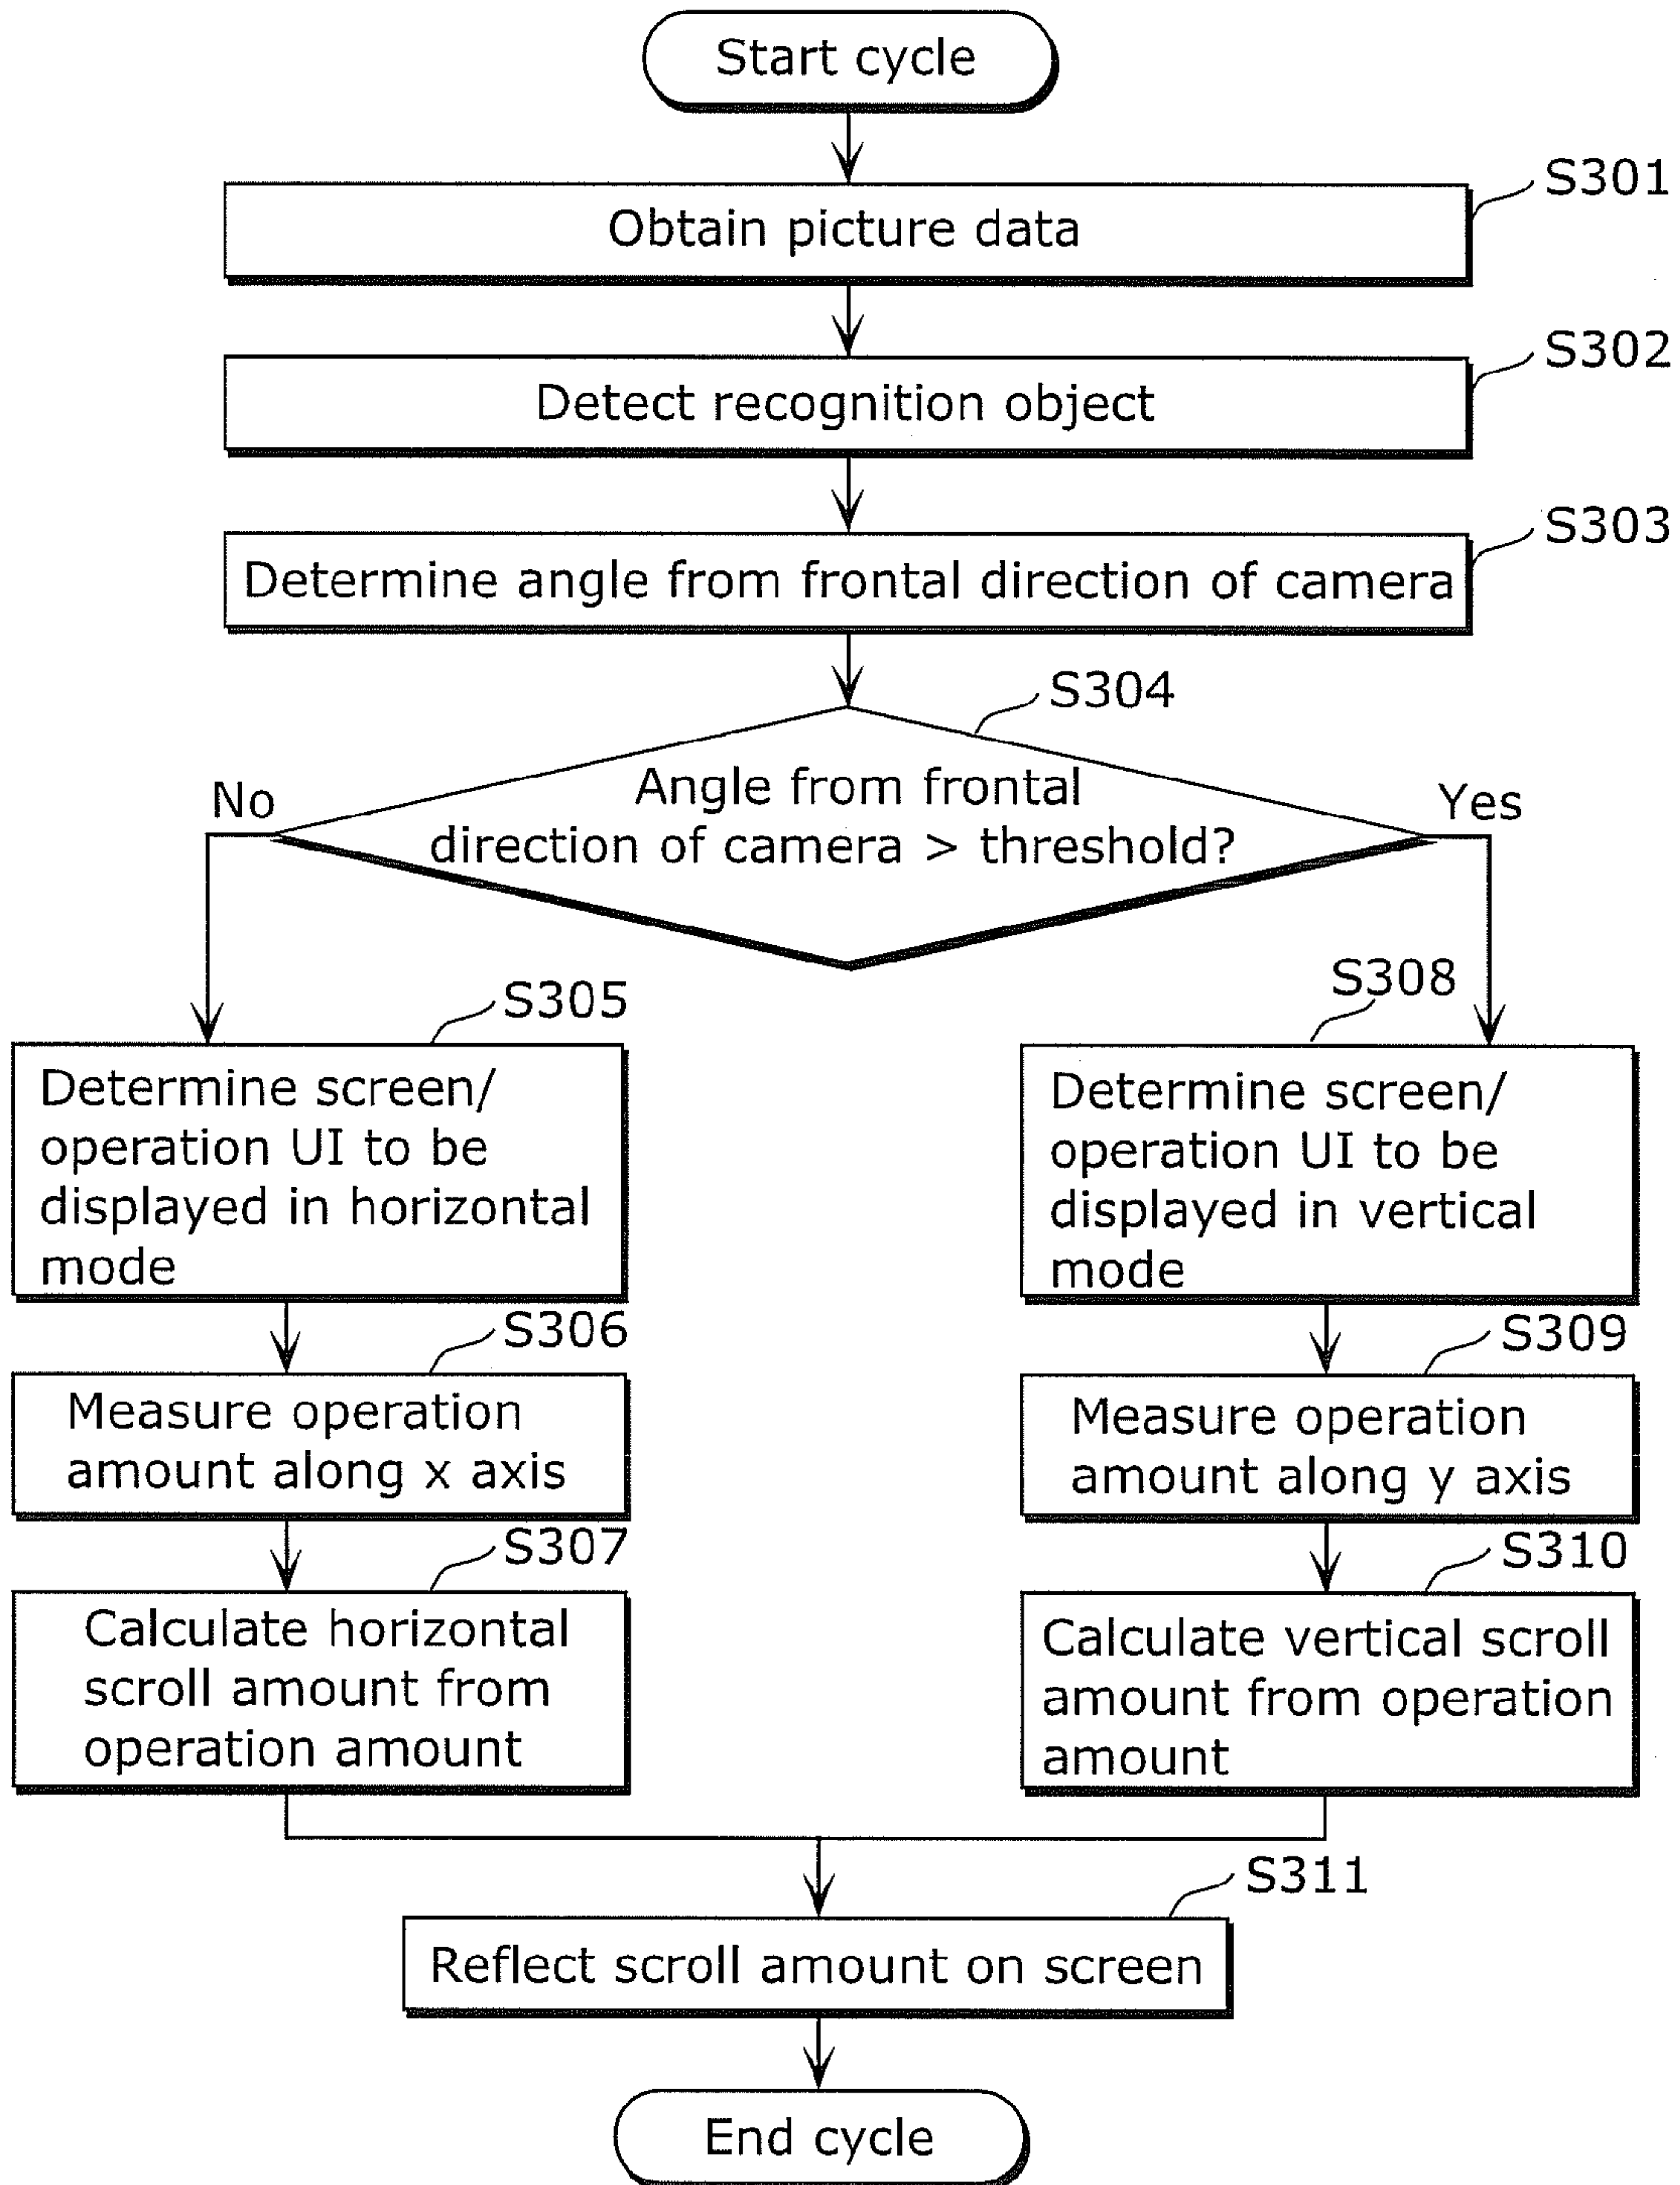 Start cycle
S301
Obtain picture data
S302
Detect recognition object
S303
Determine angle from frontal direction of camera
S304
Angle from frontal
direction of camera > threshold?
No
Yes
S305
Determine screen/
operation UI to be
displayed in horizontal
mode
S306
Measure operation
amount along x axis
S307
Calculate horizontal
scroll amount from
operation amount
S308
Determine screen/
operation UI to be
displayed in vertical
mode
S309
Measure operation
amount along y axis
S310
Calculate vertical scroll
amount from operation
amount
S311
Reflect scroll amount on screen
End cycle